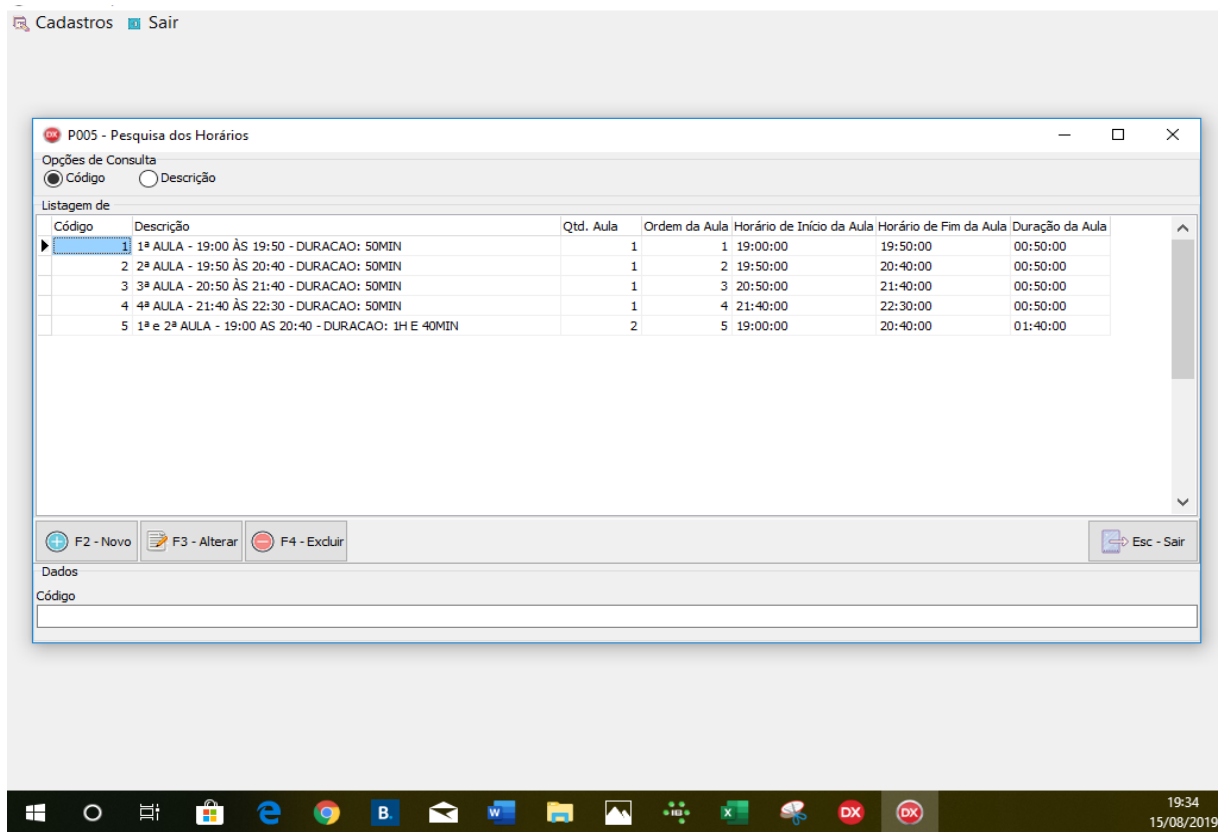 Cadastros Sair
P005 - Pesquisa dos Horários
Opções de Consulta
Código Descrição
Listagem de
Código Descrição Qtd. Aula Ordem da Aula Horário de Início da Aula Horário de Fim da Aula Duração da Aula
1 1ª AULA - 19:00 ÀS 19:50 - DURACAO: 50MIN 1 1 19:00:00 19:50:00 00:50:00
2 2ª AULA - 19:50 ÀS 20:40 - DURACAO: 50MIN 1 2 19:50:00 20:40:00 00:50:00
3 3ª AULA - 20:50 ÀS 21:40 - DURACAO: 50MIN 1 3 20:50:00 21:40:00 00:50:00
4 4ª AULA - 21:40 ÀS 22:30 - DURACAO: 50MIN 1 4 21:40:00 22:30:00 00:50:00
5 1ª e 2ª AULA - 19:00 AS 20:40 - DURACAO: 1H E 40MIN 2 5 19:00:00 20:40:00 01:40:00
F2 - Novo F3 - Alterar F4 - Excluir Esc - Sair
Dados
Código
19:34
15/08/2019